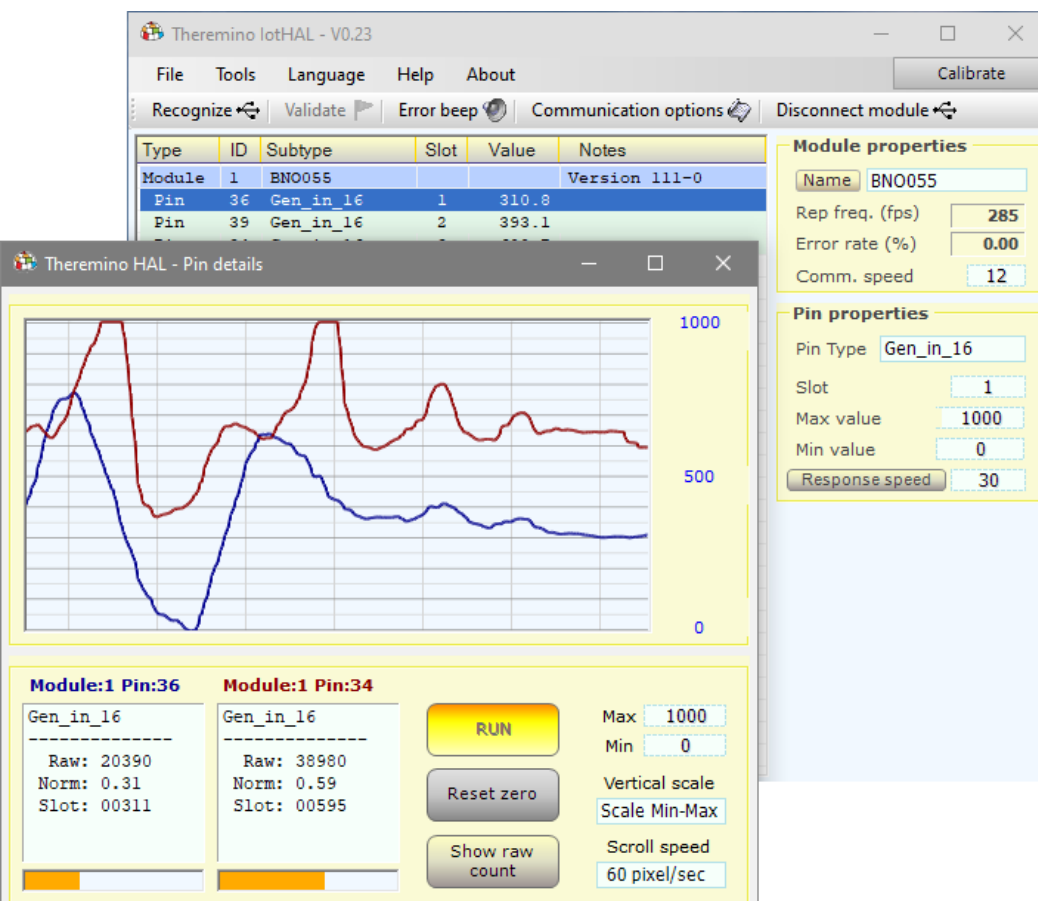 Theremino IotHAL - V0.23
File Tools Language Help About Calibrate
Recognize Validate Error beep Communication options Disconnect module
Type ID Subtype Slot Value Notes
Module 1 BNO055 Version 111-0
Pin 36 Gen_in_16 1 310.8
Pin 39 Gen_in_16 2 393.1
Module properties
Name BNO055
Rep freq. (fps) 285
Error rate (%) 0.00
Comm. speed 12
Pin properties
Pin Type Gen_in_16
Slot 1
Max value 1000
Min value 0
Response speed 30
Theremino HAL - Pin details
1000
500
0
Module:1 Pin:36 Module:1 Pin:34
Gen_in_16 Gen_in_16
-------------- --------------
Raw: 20390 Raw: 38980
Norm: 0.31 Norm: 0.59
Slot: 00311 Slot: 00595
RUN
Reset zero
Show raw
count
Max 1000
Min 0
Vertical scale
Scale Min-Max
Scroll speed
60 pixel/sec